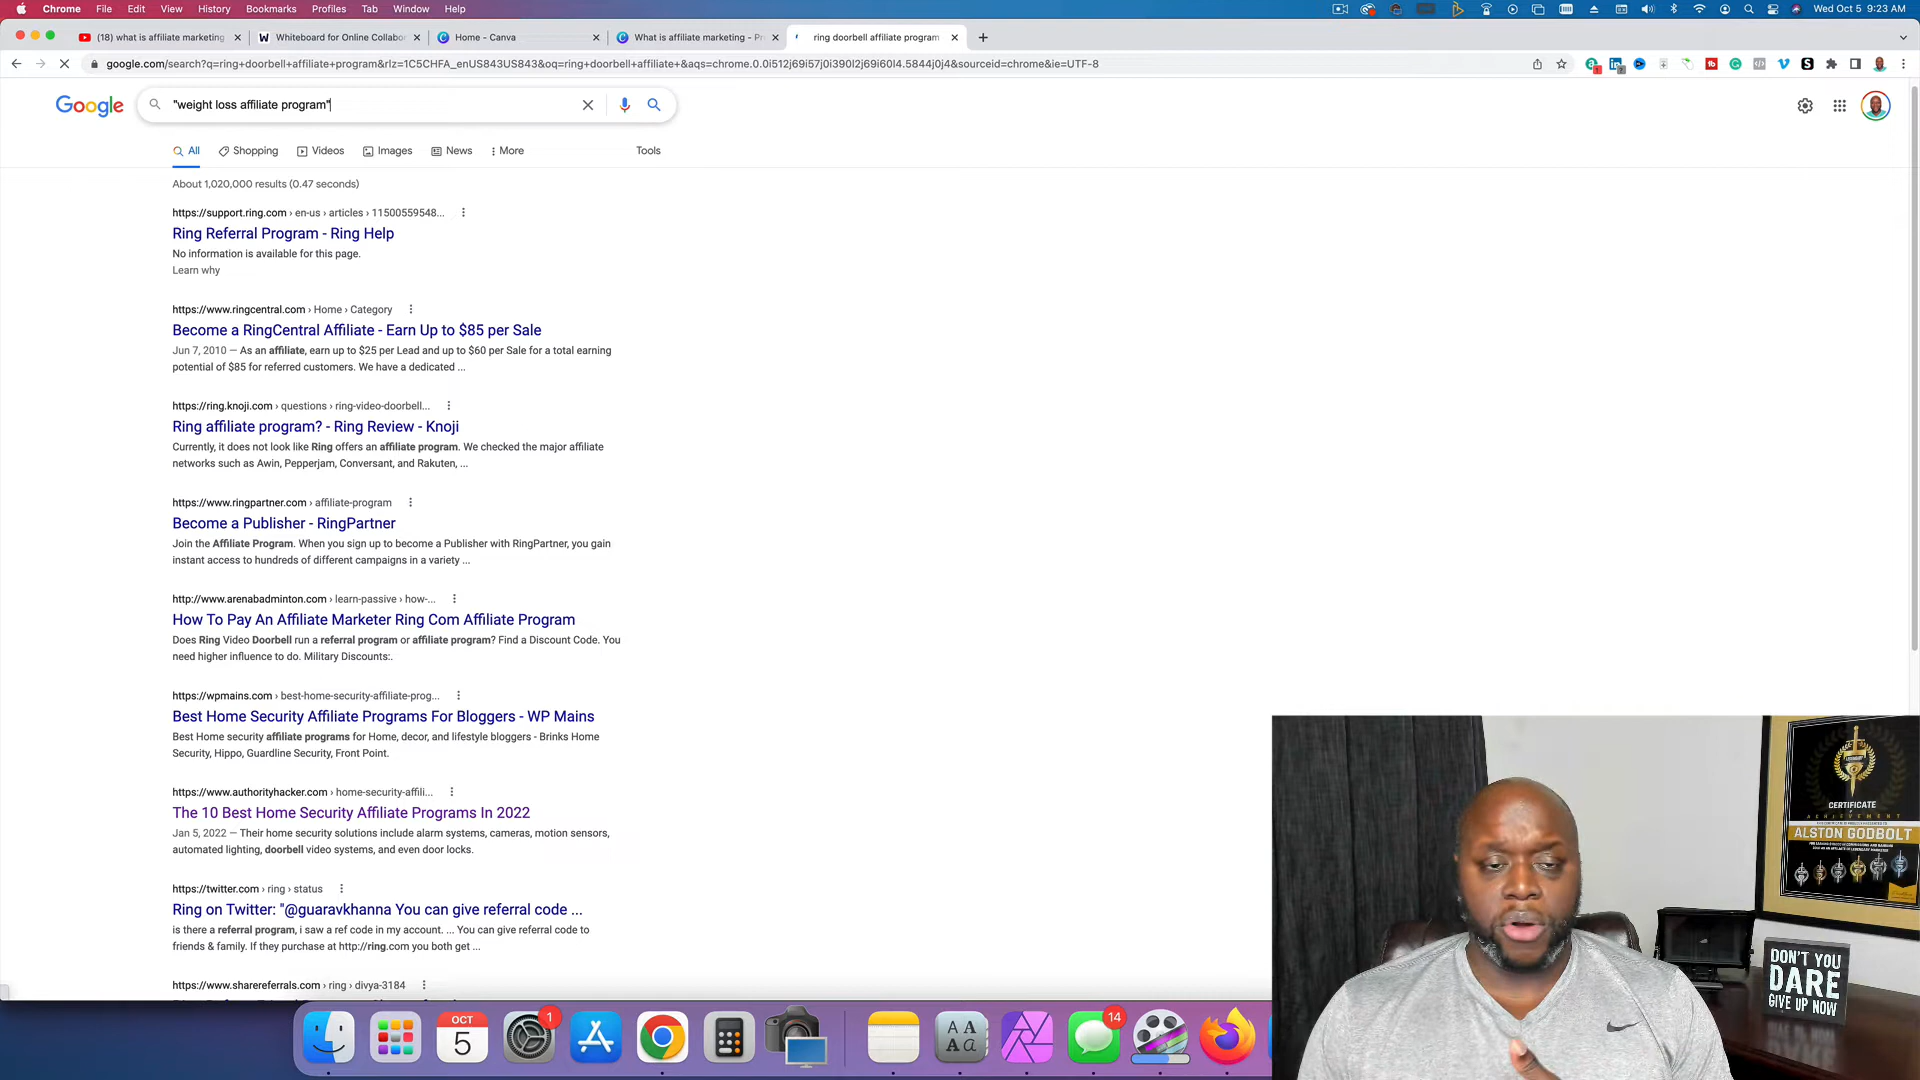 Chrome File Edit View History Bookmarks Profiles Tab Window Help Wed Oct 5 9:23 AM
(18) what is affiliate marketing Whiteboard for Online Collabor Home - Canva What is affiliate marketing - Pr ring doorbell affiliate program
google.com/search?q=ring+doorbell+affiliate+program&rlz=1C5CHFA_enUS843US843&oq=ring+doorbell+affiliate+&aqs=chrome.0.0i512j69i57j0i390l2j69i60l4.5844j0j4&sourceid=chrome&ie=UTF-8
Google "weight loss affiliate program"
All Shopping Videos Images News More Tools
About 1,020,000 results (0.47 seconds)
https://support.ring.com › en-us › articles › 11500559548...
Ring Referral Program - Ring Help
No information is available for this page.
Learn why
https://www.ringcentral.com › Home › Category
Become a RingCentral Affiliate - Earn Up to $85 per Sale
Jun 7, 2010 — As an affiliate, earn up to $25 per Lead and up to $60 per Sale for a total earning
potential of $85 for referred customers. We have a dedicated ...
https://ring.knoji.com › questions › ring-video-doorbell...
Ring affiliate program? - Ring Review - Knoji
Currently, it does not look like Ring offers an affiliate program. We checked the major affiliate
networks such as Awin, Pepperjam, Conversant, and Rakuten, ...
https://www.ringpartner.com › affiliate-program
Become a Publisher - RingPartner
Join the Affiliate Program. When you sign up to become a Publisher with RingPartner, you gain
instant access to hundreds of different campaigns in a variety ...
http://www.arenabadminton.com › learn-passive › how-...
How To Pay An Affiliate Marketer Ring Com Affiliate Program
Does Ring Video Doorbell run a referral program or affiliate program? Find a Discount Code. You
need higher influence to do. Military Discounts:.
https://wpmains.com › best-home-security-affiliate-prog...
Best Home Security Affiliate Programs For Bloggers - WP Mains
Best Home security affiliate programs for Home, decor, and lifestyle bloggers - Brinks Home
Security, Hippo, Guardline Security, Front Point.
https://www.authorityhacker.com › home-security-affili...
The 10 Best Home Security Affiliate Programs In 2022
Jan 5, 2022 — Their home security solutions include alarm systems, cameras, motion sensors,
automated lighting, doorbell video systems, and even door locks.
https://twitter.com › ring › status
Ring on Twitter: "@guaravkhanna You can give referral code ...
is there a referral program, i saw a ref code in my account. ... You can give referral code to
friends & family. If they purchase at http://ring.com you both get ...
https://www.sharereferrals.com › ring › divya-3184
CERTIFICATE
ACHIEVEMENT
ALSTON GODBOLT
DON'T YOU
DARE
GIVE UP NOW
OCT
5
1
14